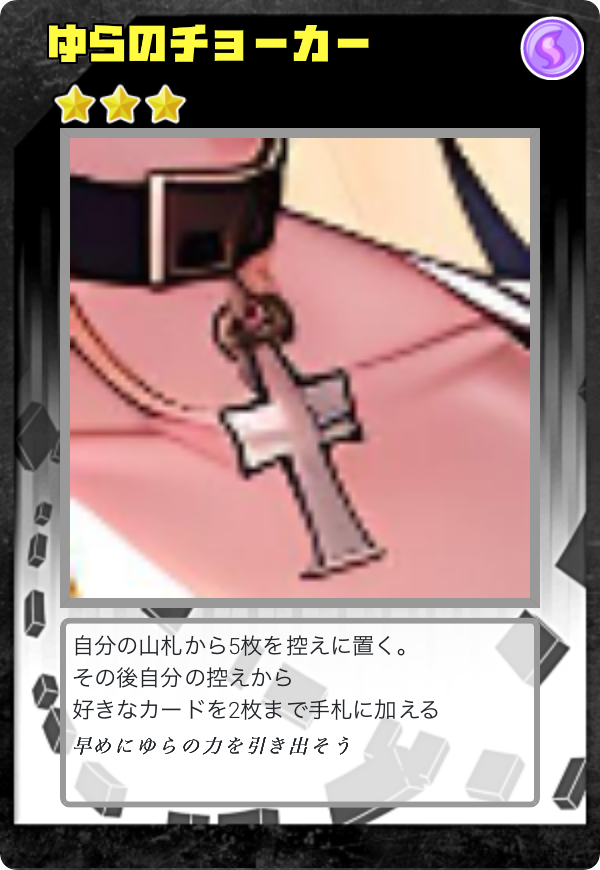 ゆらのチョーカー
自分の山札から5枚を控えに置く。
その後自分の控えから
好きなカードを2枚まで手札に加える
早めにゆらの力を引き出そう